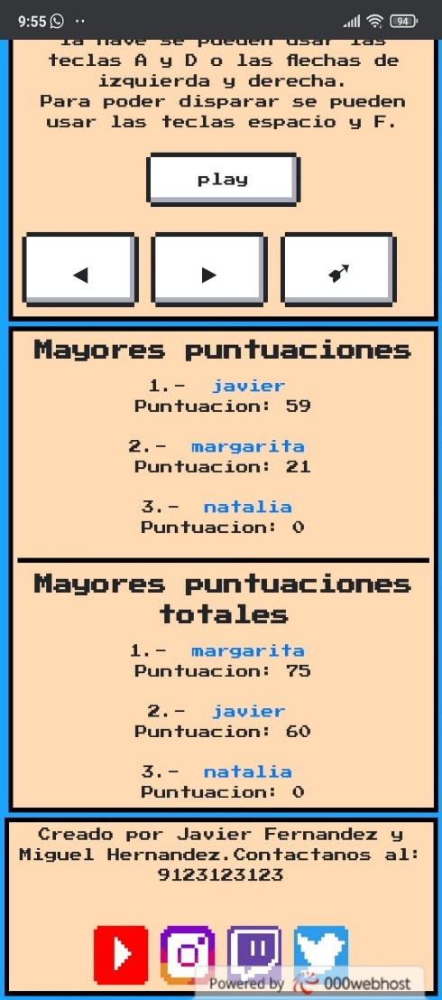 9:55
94
la nave se pueden usar las
teclas A y D o las flechas de
izquierda y derecha.
Para poder disparar se pueden
usar las teclas espacio y F.
play
Mayores puntuaciones
1.- javier
Puntuacion: 59
2.- margarita
Puntuacion: 21
3.- natalia
Puntuacion: 0
Mayores puntuaciones
totales
1.- margarita
Puntuacion: 75
2.- javier
Puntuacion: 60
3.- natalia
Puntuacion: 0
Creado por Javier Fernandez y
Miguel Hernandez.Contactanos al:
9123123123
Powered by 000webhost